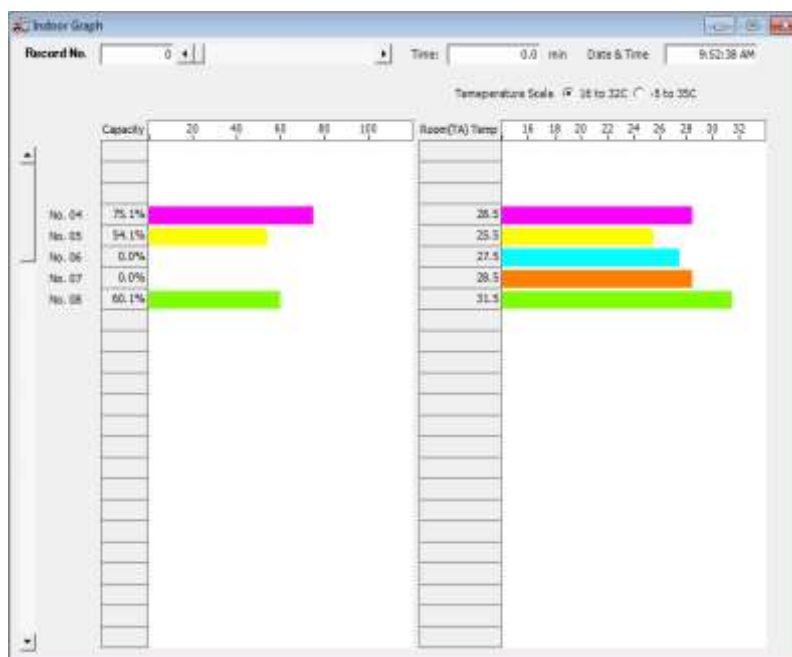 Indoor Graph
Record No. 0 Time: 0.0 min Date & Time 9:52:38 AM
Temeperature Scale 16 to 32C -5 to 35C
Capacity 20 40 60 80 100 Room(TA) Temp 16 18 20 22 24 26 28 30 32
No. 04 75.1% 28.5
No. 05 54.1% 25.5
No. 06 0.0% 27.5
No. 07 0.0% 28.5
No. 08 60.1% 31.5